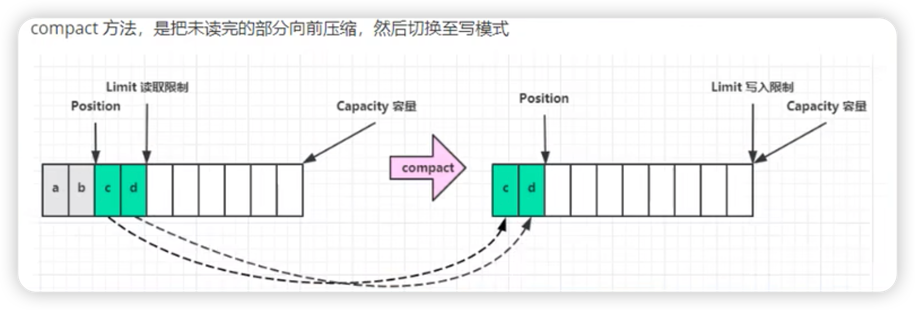 compact 方法，是把未读完的部分向前压缩，然后切换至写模式
Limit 读取限制
Position
Capacity 容量
a b c d
compact
Position
Limit 写入限制
Capacity 容量
c d